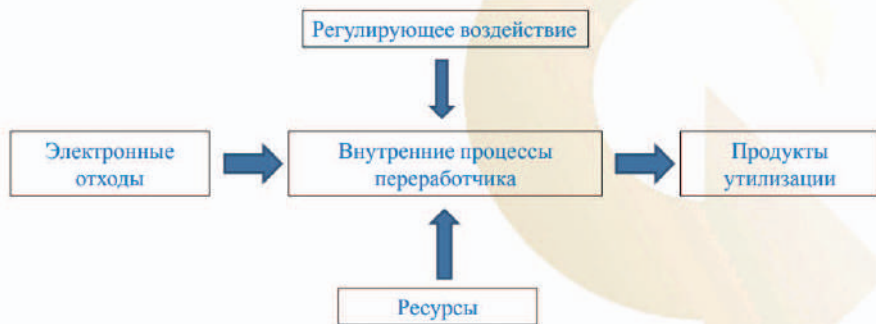 Регулирующее воздействие
Электронные
отходы
Внутренние процессы
переработчика
Продукты
утилизации
Ресурсы